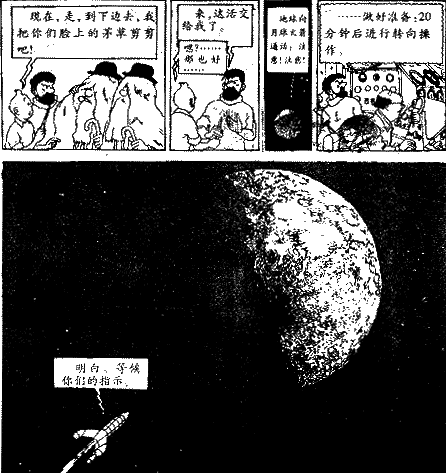 现在，走，到下边去，我
把你们脸上的茅草剪剪
吧！
来，这活交
给我了。
嗯？……
那也好
……
地球向
月球火箭
通话：注
意！注意！
……做好准备：20
分钟后进行转向操
作。
明白。等候
你们的指示。